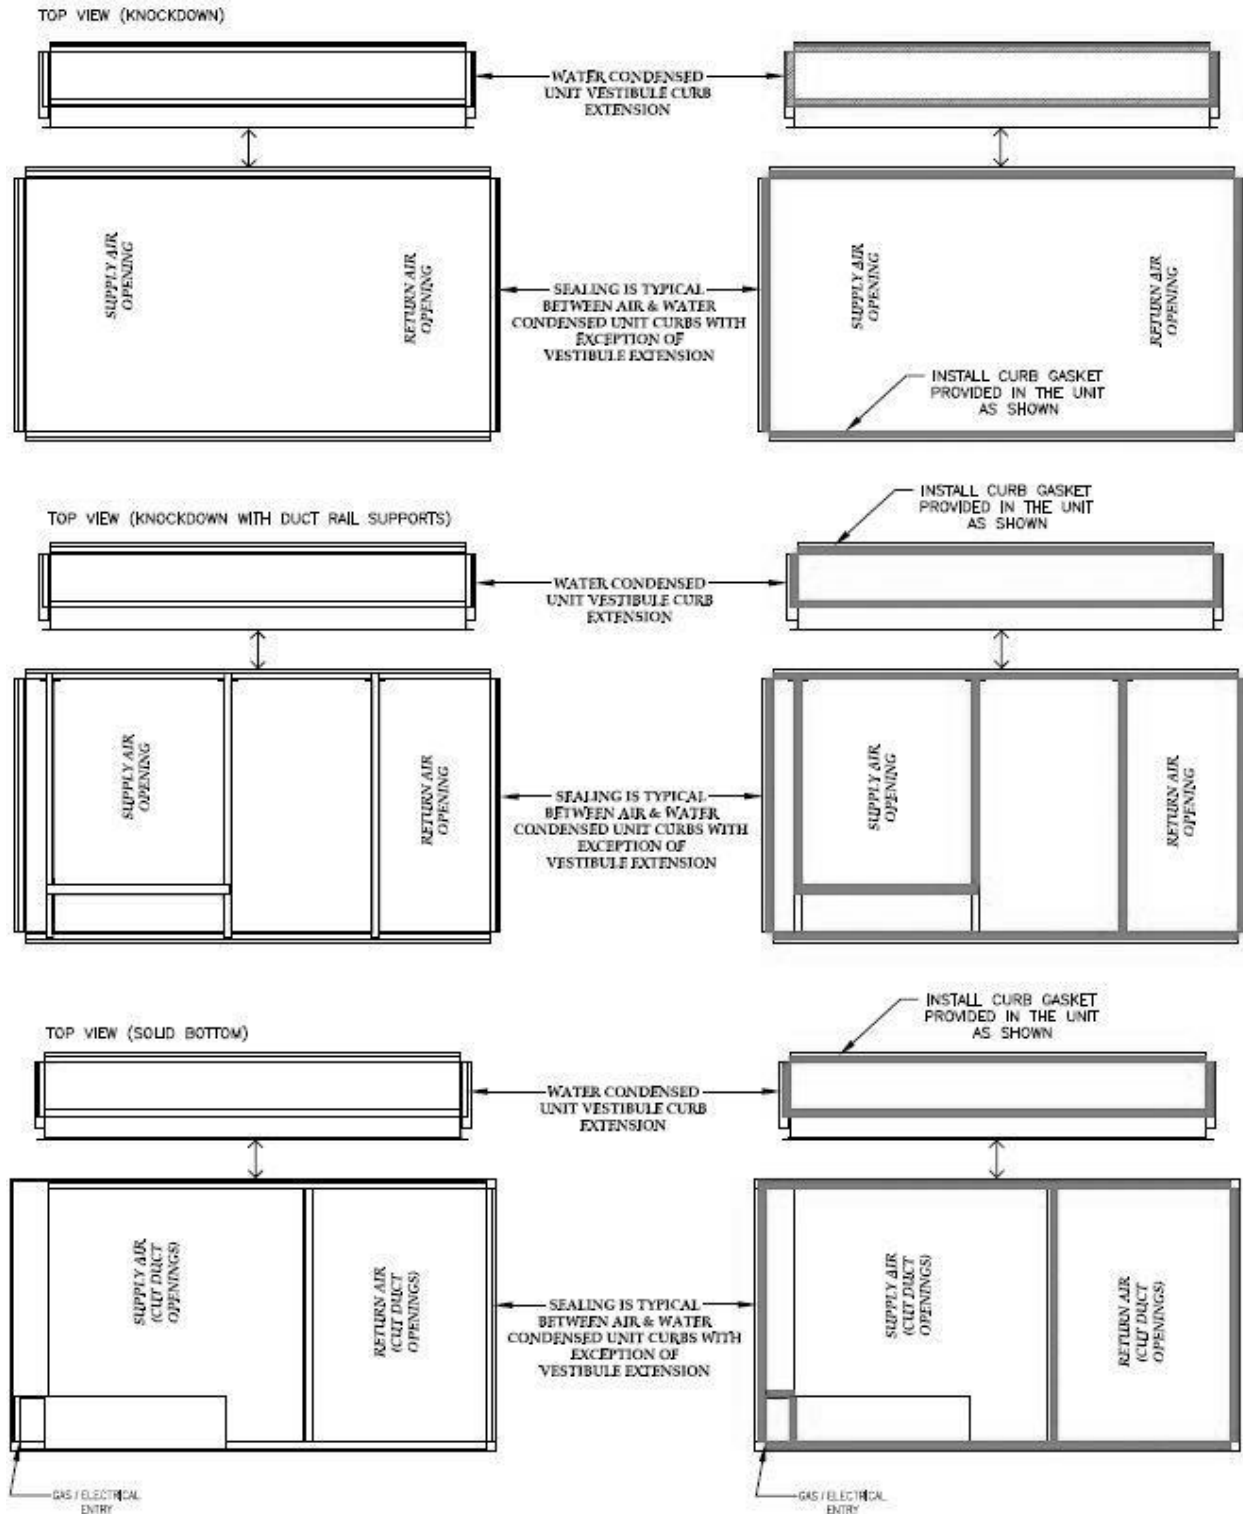 TOP VIEW (KNOCKDOWN)
WATER CONDENSED
UNIT VESTIBULE CURB
EXTENSION
SUPPLY AIR
OPENING
RETURN AIR
OPENING
SEALING IS TYPICAL
BETWEEN AIR & WATER
CONDENSED UNIT CURBS WITH
EXCEPTION OF
VESTIBULE EXTENSION
SUPPLY AIR
OPENING
RETURN AIR
OPENING
INSTALL CURB GASKET
PROVIDED IN THE UNIT
AS SHOWN
TOP VIEW (KNOCKDOWN WITH DUCT RAIL SUPPORTS)
INSTALL CURB GASKET
PROVIDED IN THE UNIT
AS SHOWN
WATER CONDENSED
UNIT VESTIBULE CURB
EXTENSION
SUPPLY AIR
OPENING
RETURN AIR
OPENING
SEALING IS TYPICAL
BETWEEN AIR & WATER
CONDENSED UNIT CURBS WITH
EXCEPTION OF
VESTIBULE EXTENSION
SUPPLY AIR
OPENING
RETURN AIR
OPENING
TOP VIEW (SOLID BOTTOM)
INSTALL CURB GASKET
PROVIDED IN THE UNIT
AS SHOWN
WATER CONDENSED
UNIT VESTIBULE CURB
EXTENSION
SUPPLY AIR
(CUT DUCT
OPENINGS)
RETURN AIR
(CUT DUCT
OPENINGS)
SEALING IS TYPICAL
BETWEEN AIR & WATER
CONDENSED UNIT CURBS WITH
EXCEPTION OF
VESTIBULE EXTENSION
SUPPLY AIR
(CUT DUCT
OPENINGS)
RETURN AIR
(CUT DUCT
OPENINGS)
GAS / ELECTRICAL
ENTRY
GAS / ELECTRICAL
ENTRY